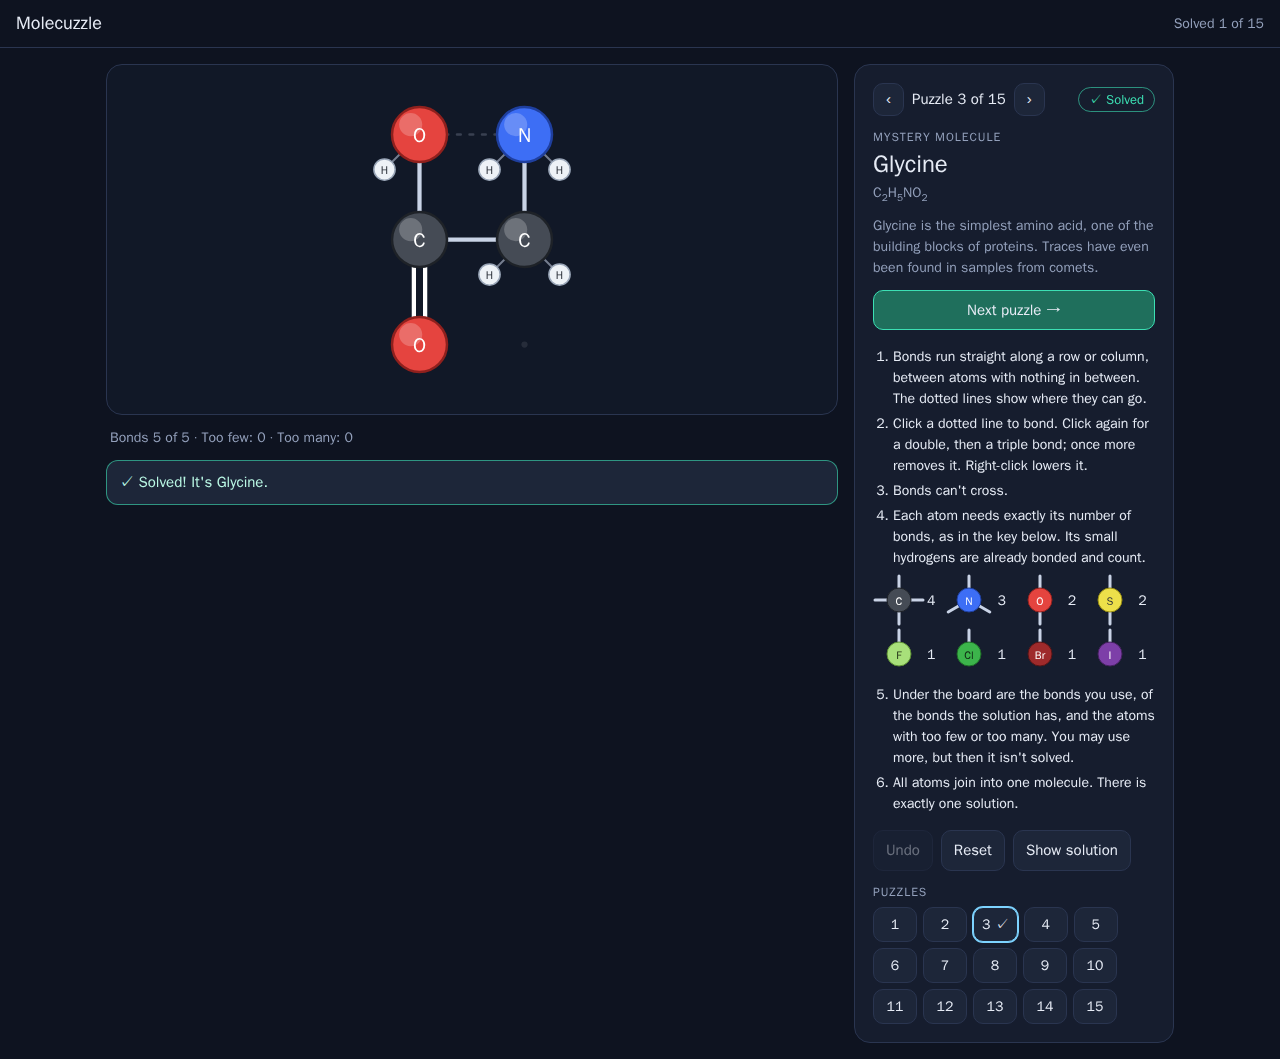 Molecuzzle
Solved 1 of 15
O N
H H H
C C
H H
O
Bonds 5 of 5 · Too few: 0 · Too many: 0
✓ Solved! It's Glycine.
‹ Puzzle 3 of 15 › ✓ Solved
MYSTERY MOLECULE
Glycine
C₂H₅NO₂
Glycine is the simplest amino acid, one of the
building blocks of proteins. Traces have even
been found in samples from comets.
Next puzzle →
1. Bonds run straight along a row or column,
between atoms with nothing in between.
The dotted lines show where they can go.
2. Click a dotted line to bond. Click again for
a double, then a triple bond; once more
removes it. Right-click lowers it.
3. Bonds can't cross.
4. Each atom needs exactly its number of
bonds, as in the key below. Its small
hydrogens are already bonded and count.
C 4 N 3 O 2 S 2
F 1 Cl 1 Br 1 I 1
5. Under the board are the bonds you use, of
the bonds the solution has, and the atoms
with too few or too many. You may use
more, but then it isn't solved.
6. All atoms join into one molecule. There is
exactly one solution.
Undo Reset Show solution
PUZZLES
1 2 3 ✓ 4 5
6 7 8 9 10
11 12 13 14 15